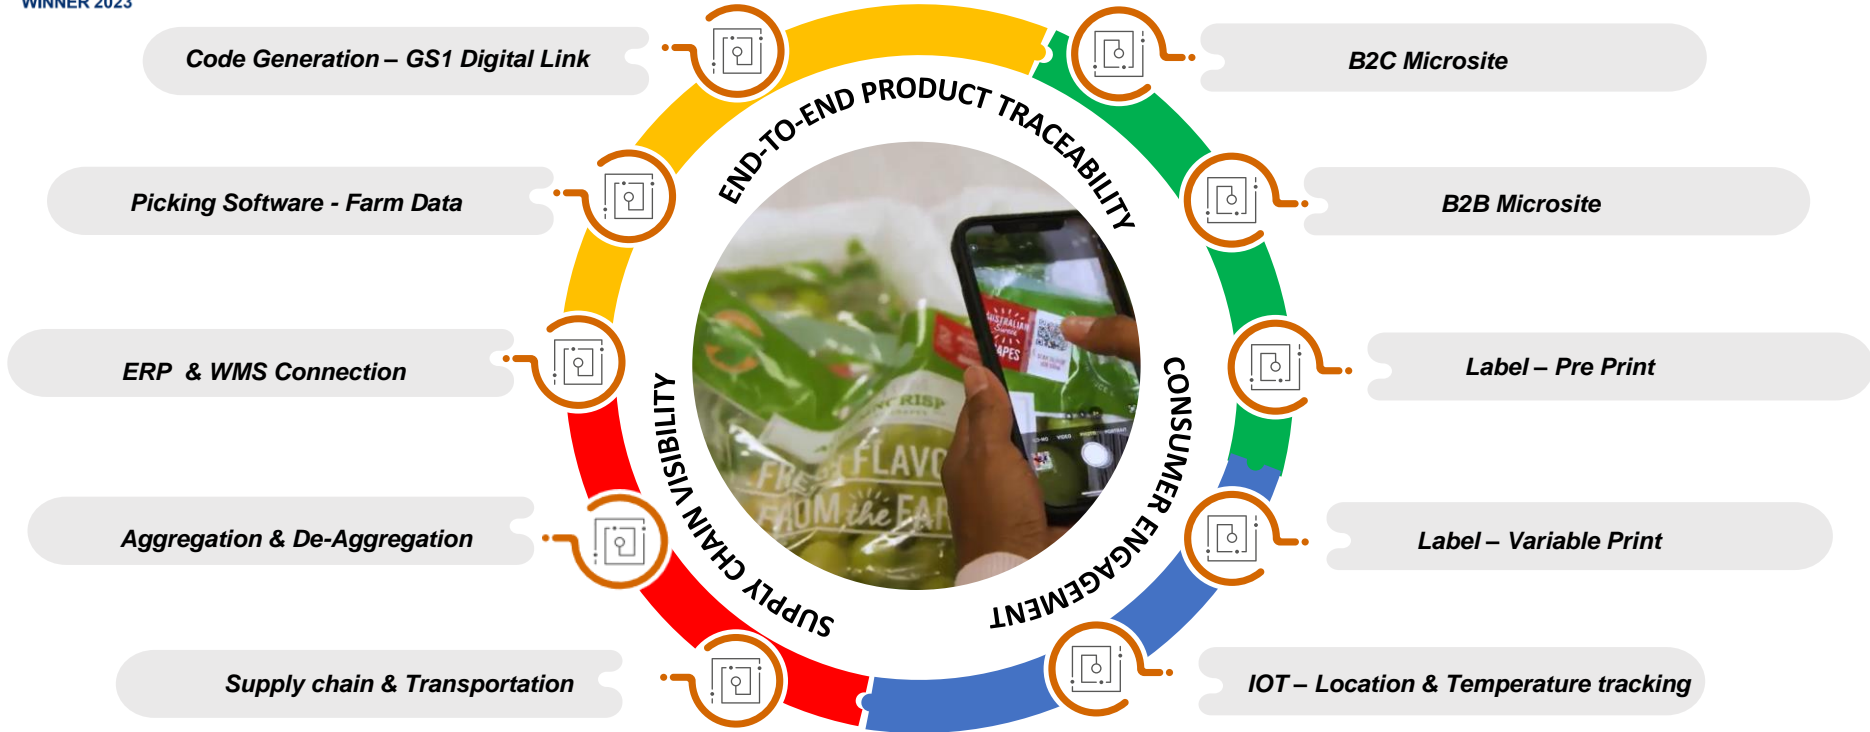 WINNER 2023
Code Generation – GS1 Digital Link
B2C Microsite
END-TO-END PRODUCT TRACEABILITY
Picking Software - Farm Data
B2B Microsite
ERP & WMS Connection
Label – Pre Print
SUPPLY CHAIN VISIBILITY
CONSUMER ENGAGEMENT
AUSTRALIAN
CRISP
FLAVO
FROM the FAR
Aggregation & De-Aggregation
Label – Variable Print
Supply chain & Transportation
IOT – Location & Temperature tracking